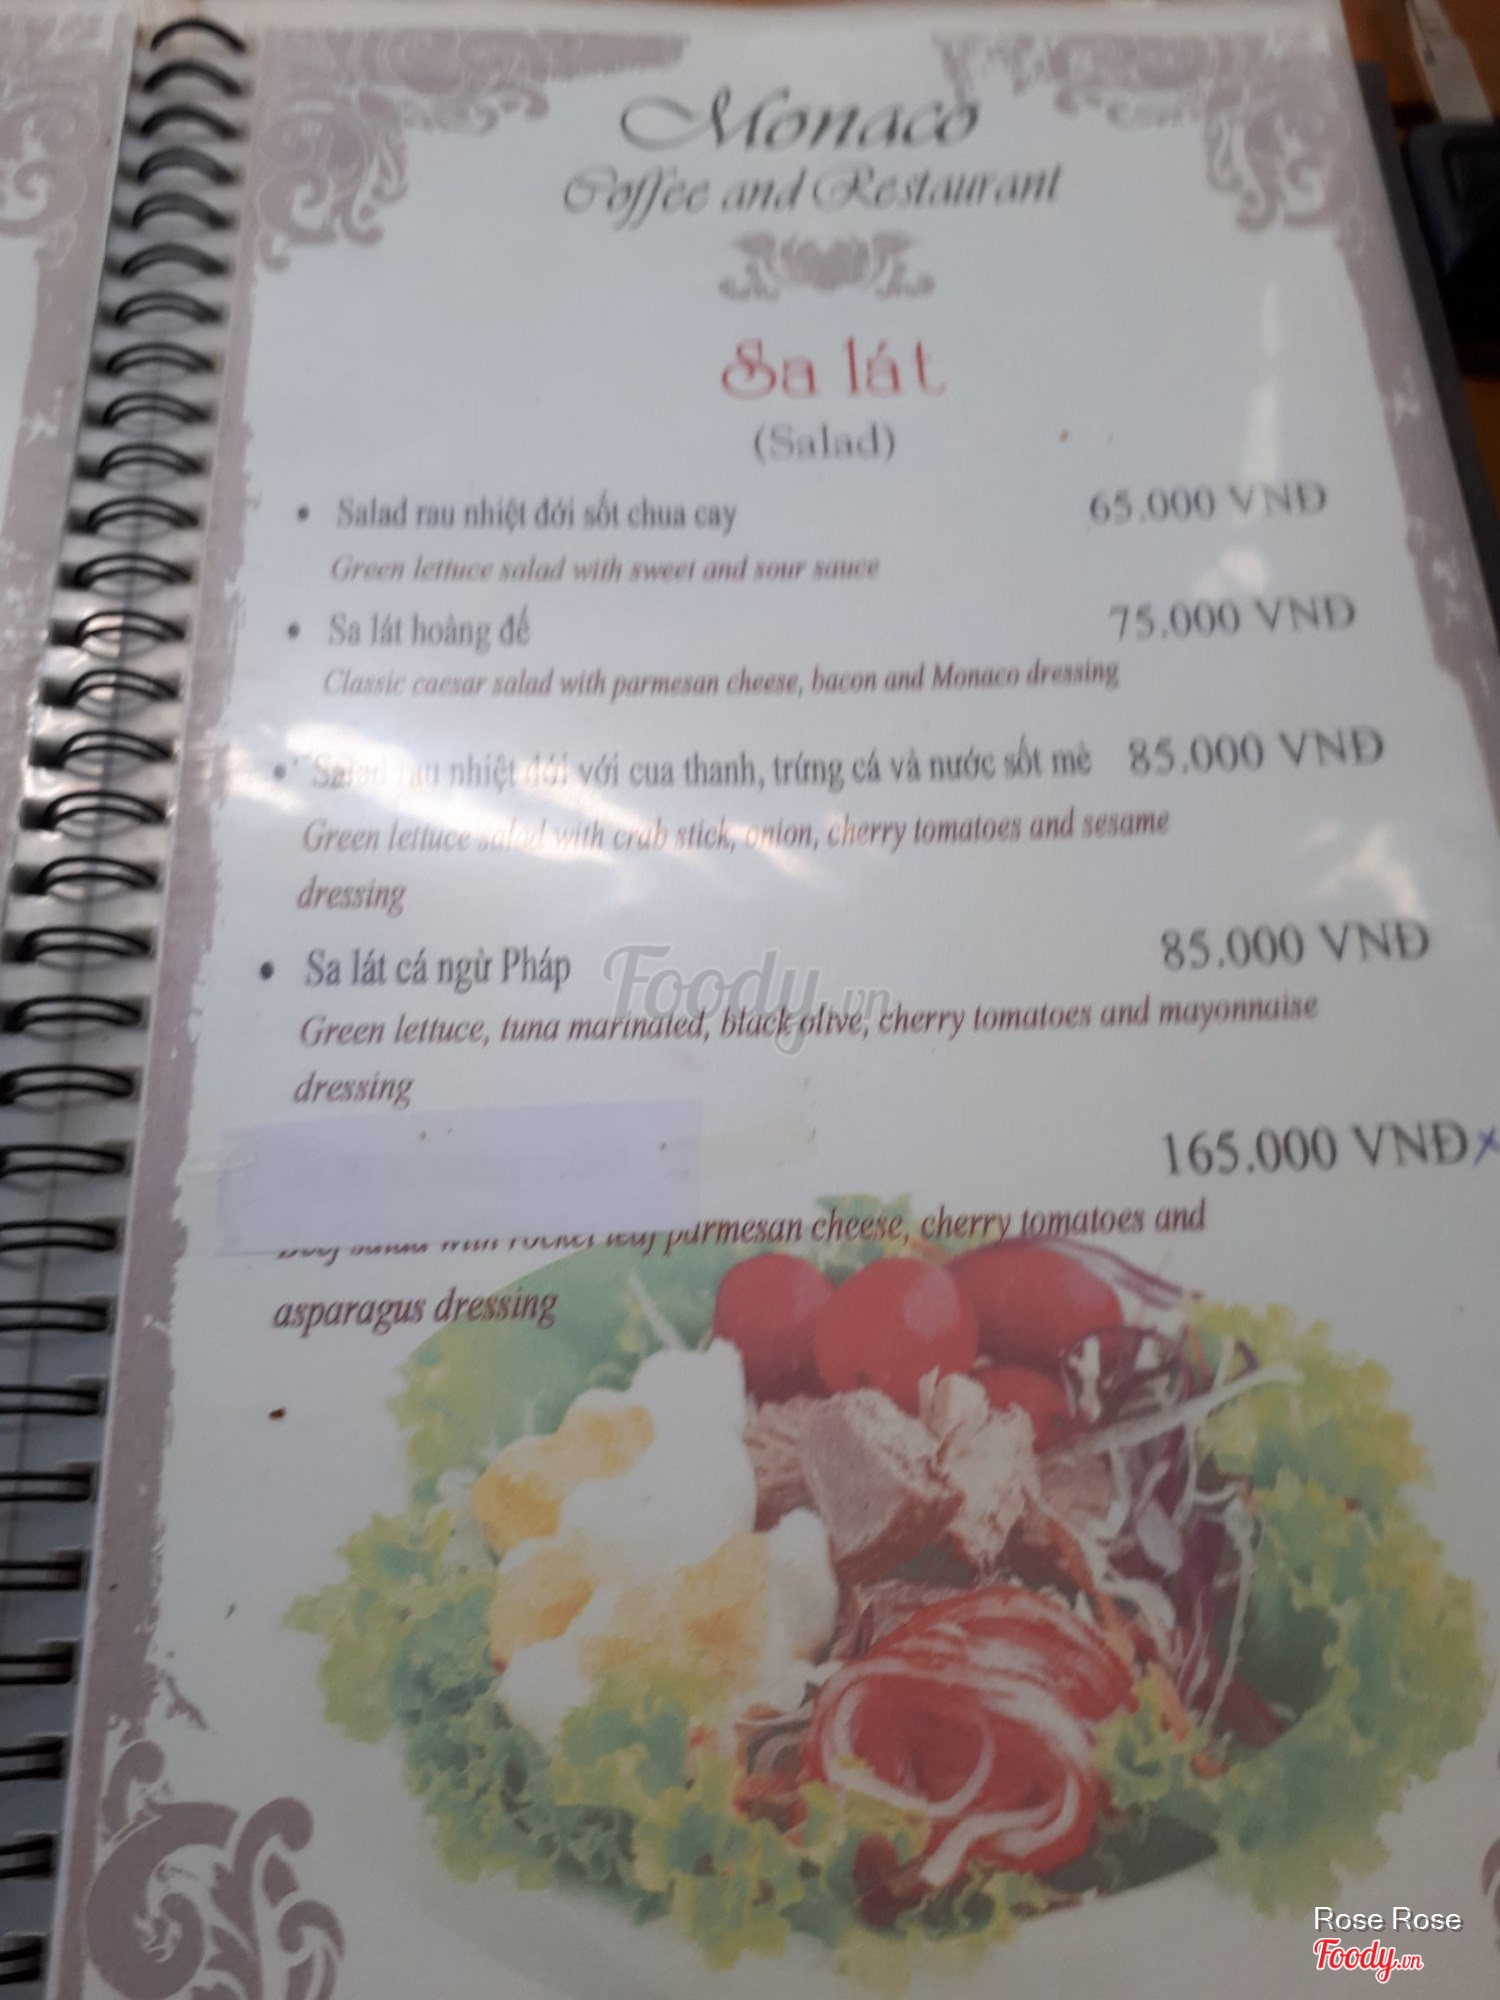 Monaco
Coffee and Restaurant
Sa lát
(Salad)
• Salad rau nhiệt đới sốt chua cay 65.000 VNĐ
Green lettuce salad with sweet and sour sauce
• Sa lát hoàng đế 75.000 VNĐ
Classic caesar salad with parmesan cheese, bacon and Monaco dressing
• Salad rau nhiệt đới với cua thanh, trứng cá và nước sốt mè 85.000 VNĐ
Green lettuce salad with crab stick, onion, cherry tomatoes and sesame
dressing
• Sa lát cá ngừ Pháp 85.000 VNĐ
Green lettuce, tuna marinated, black olive, cherry tomatoes and mayonnaise
dressing
165.000 VNĐ
parmesan cheese, cherry tomatoes and
asparagus dressing
Foody.vn
Rose Rose
Foody.vn